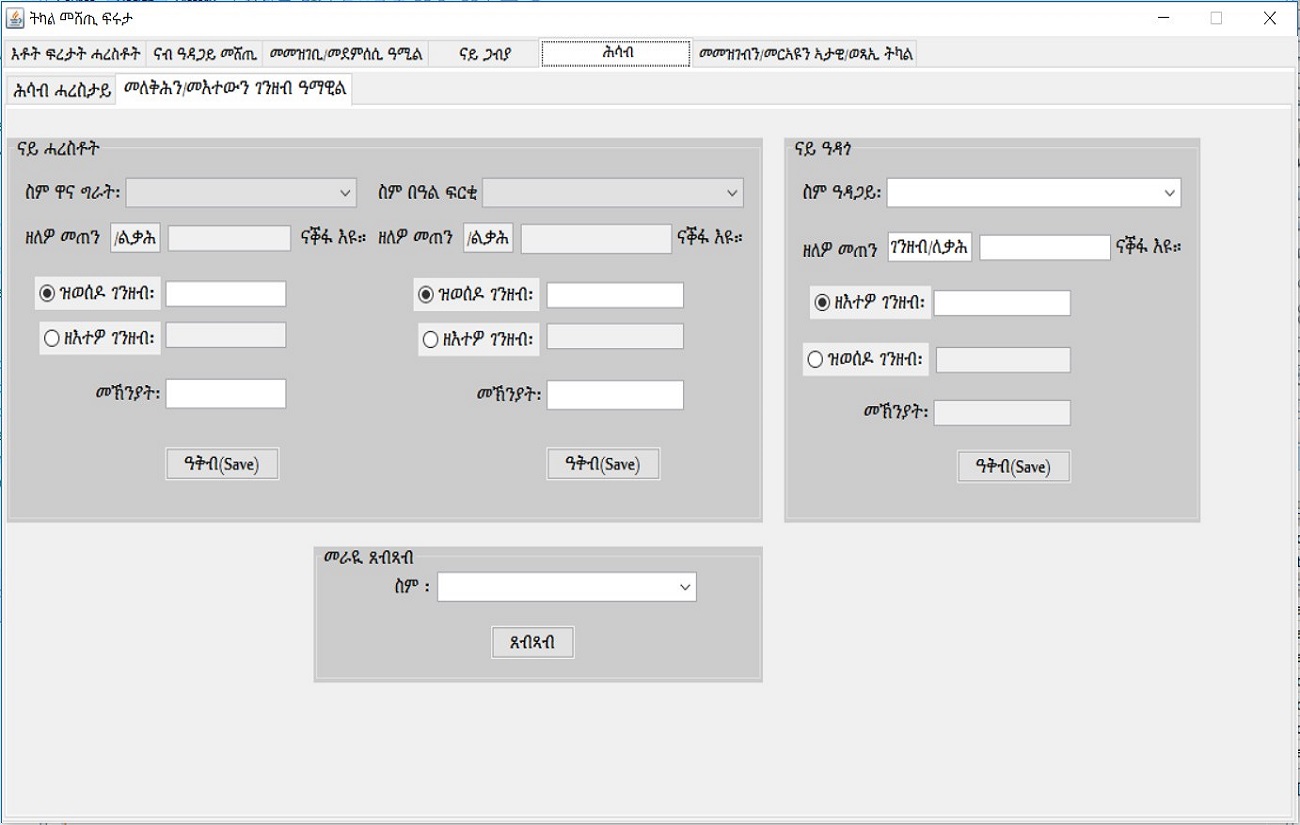 ትካል መሸጢ ፍሩታ
እቶት ፍረታት ሓረስቶት ናብ ዓዳጋይ መሸጢ መመዝገቢ/መደምሰሲ ዓሚል ናይ ጋብያ ሕሳብ መመዝገብን/መርኣዩን ኣታዊ/ወጻኢ ትካል
ሕሳብ ሓረስታይ መለቅሕን/መእተውን ገንዘብ ዓማዊል
ናይ ሓረስቶት
ስም ዋና ግራት:
ስም በዓል ፍርቂ
ዘለዎ መጠን /ልቃሕ ናቕፋ እዩ።
ዘለዎ መጠን /ልቃሕ ናቕፋ እዩ።
ዝወሰዶ ገንዘብ:
ዝወሰዶ ገንዘብ:
ዘእተዎ ገንዘብ:
ዘእተዎ ገንዘብ:
መኽንያት:
መኽንያት:
ዓቅብ(Save)
ዓቅብ(Save)
ናይ ዓዳጎ
ስም ዓዳጋይ:
ዘለዎ መጠን ገንዘብ/ለቃሕ ናቕፋ እዩ።
ዘእተዎ ገንዘብ:
ዝወሰዶ ገንዘብ:
መኽንያት:
ዓቅብ(Save)
መራዪ ጸብጻብ
ስም :
ጸብጻብ